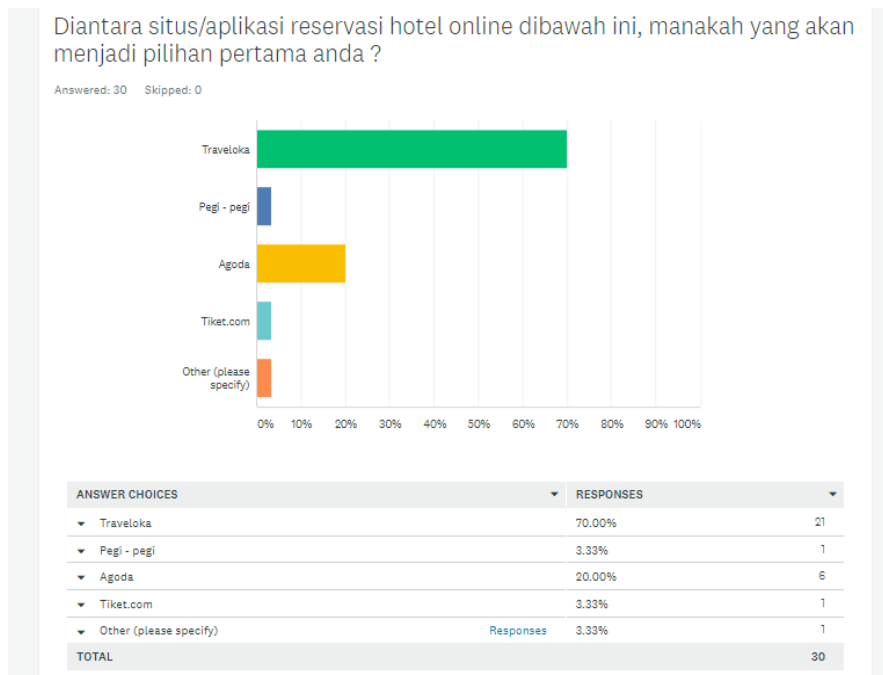 Diantara situs/aplikasi reservasi hotel online dibawah ini, manakah yang akan
menjadi pilihan pertama anda ?
Answered: 30 Skipped: 0
Traveloka
Pegi - pegi
Agoda
Tiket.com
Other (please
specify)
0% 10% 20% 30% 40% 50% 60% 70% 80% 90% 100%
ANSWER CHOICES RESPONSES
Traveloka 70.00% 21
Pegi - pegi 3.33% 1
Agoda 20.00% 6
Tiket.com 3.33% 1
Other (please specify) Responses 3.33% 1
TOTAL 30